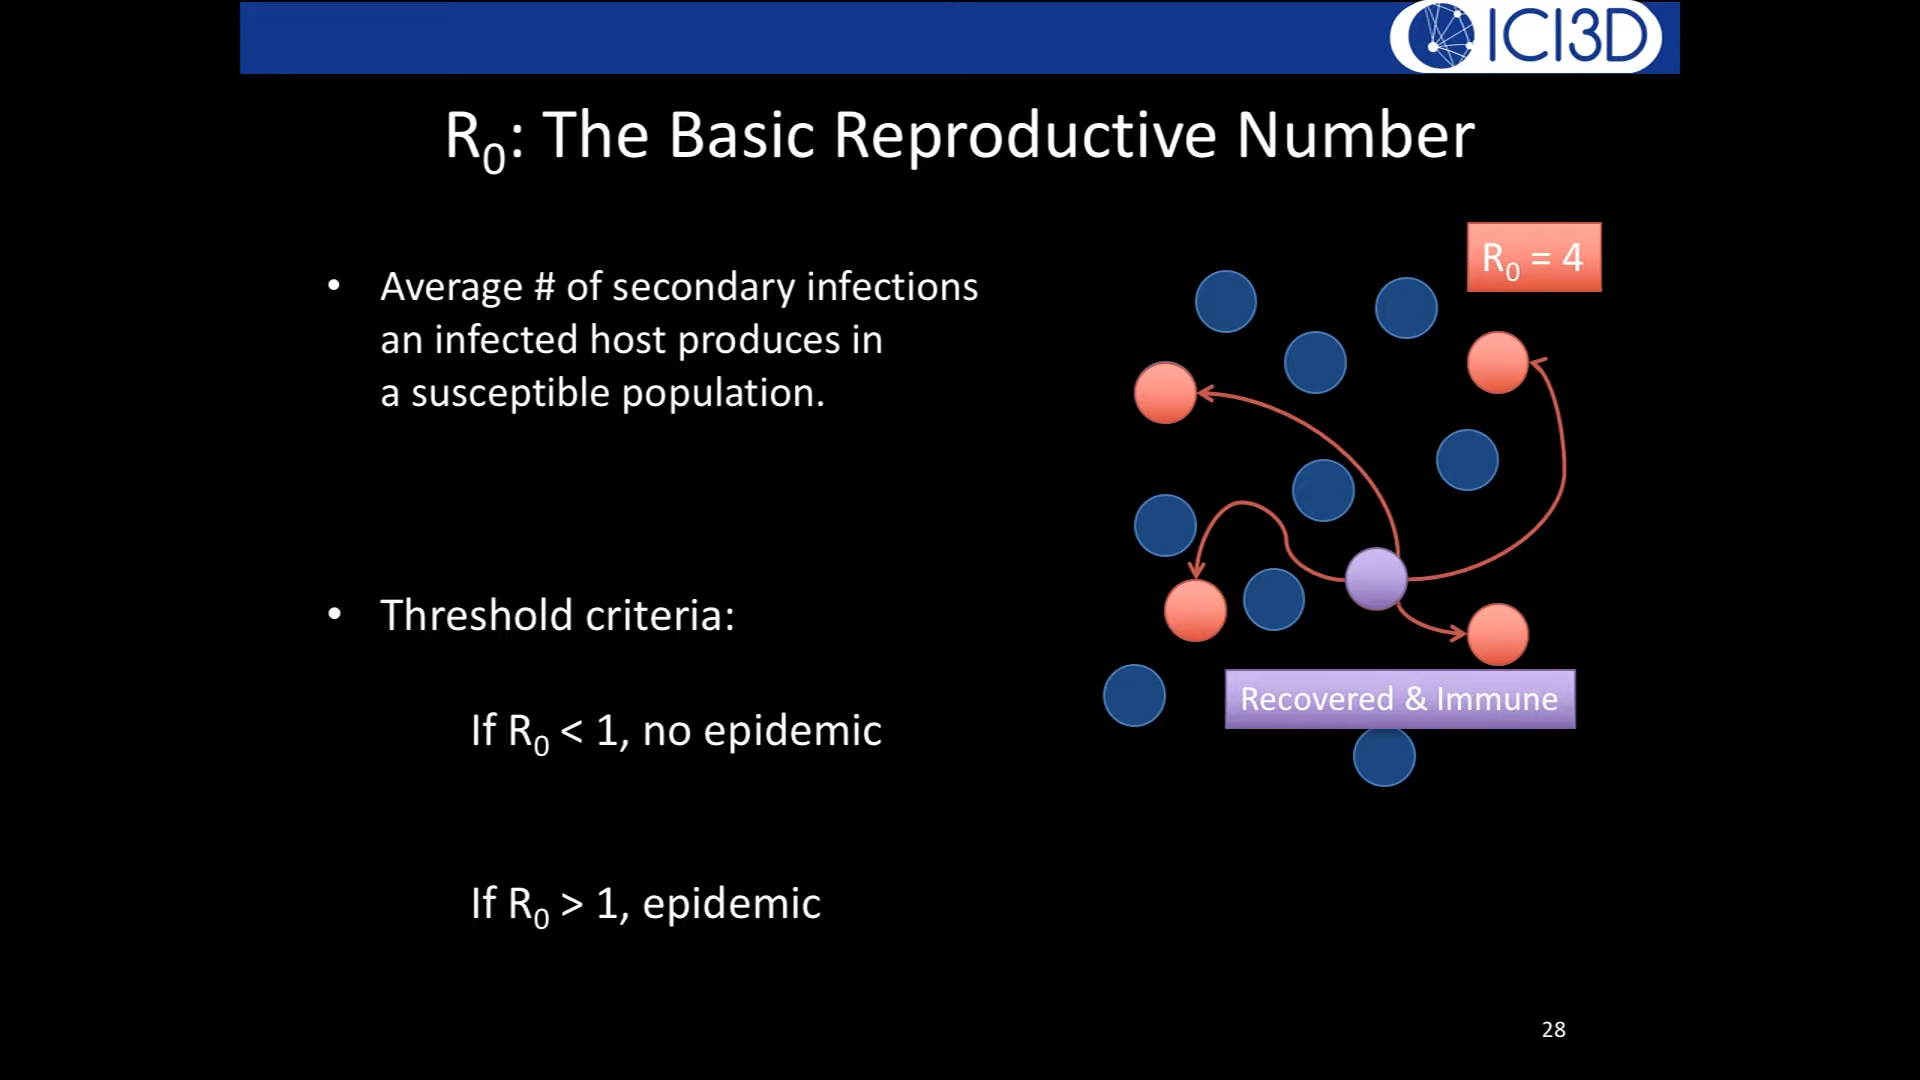 ICI3D
R₀: The Basic Reproductive Number
• Average # of secondary infections
an infected host produces in
a susceptible population.
R₀ = 4
• Threshold criteria:
Recovered & Immune
If R₀ < 1, no epidemic
If R₀ > 1, epidemic
28